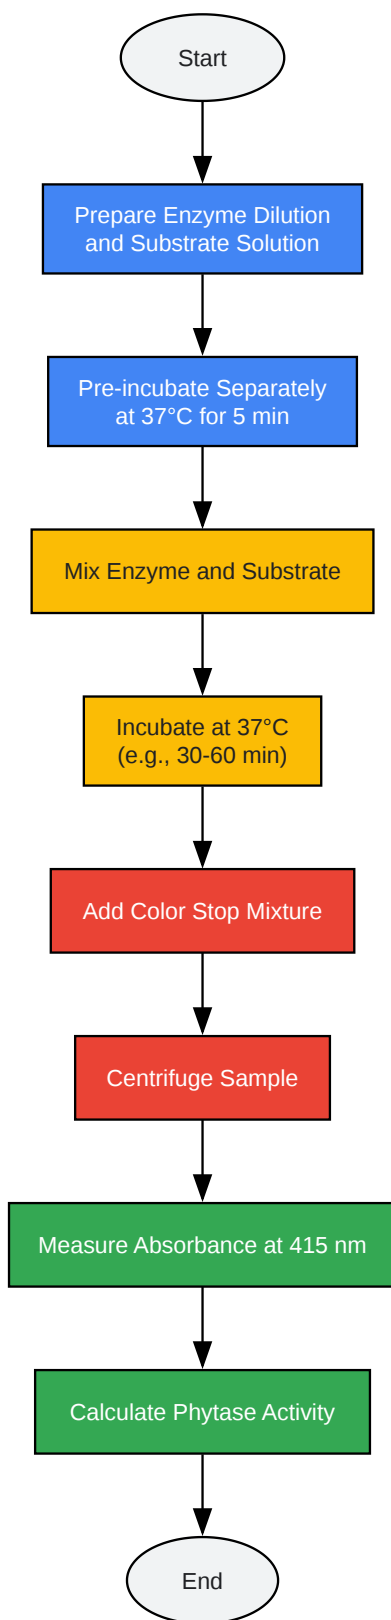 Start
Prepare Enzyme Dilution
and Substrate Solution
Pre-incubate Separately
at 37°C for 5 min
Mix Enzyme and Substrate
Incubate at 37°C
(e.g., 30-60 min)
Add Color Stop Mixture
Centrifuge Sample
Measure Absorbance at 415 nm
Calculate Phytase Activity
End